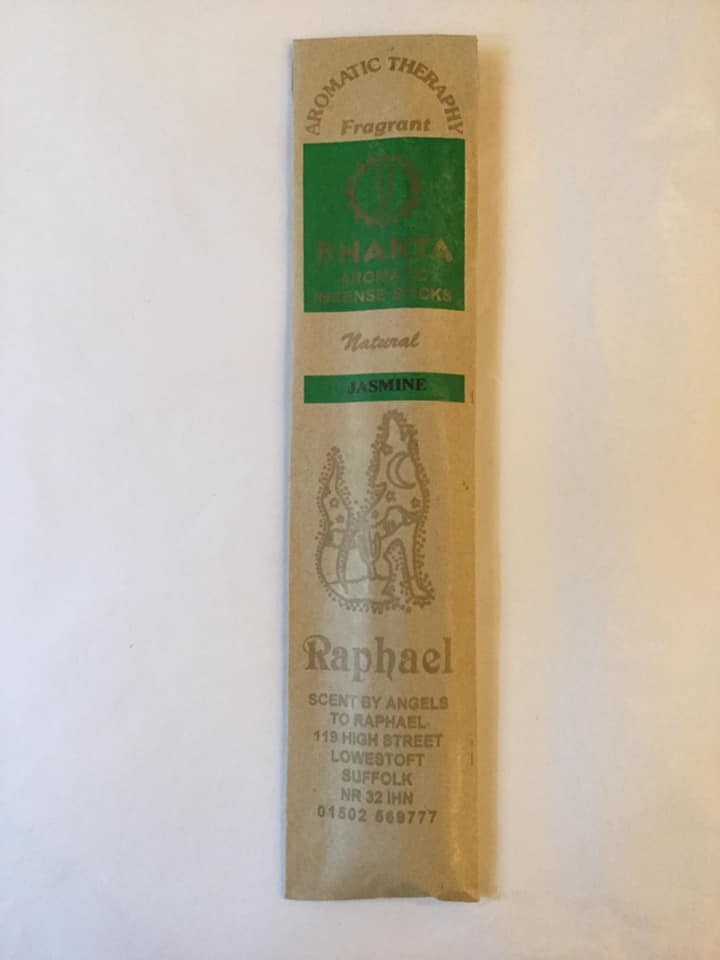 AROMATIC THERAPHY
Fragrant
BHAKTA
AROMATIC
INCENSE STICKS
Natural
JASMINE
Raphael
SCENT BY ANGELS
TO RAPHAEL
119 HIGH STREET
LOWESTOFT
SUFFOLK
NR 32 IHN
01502 569777